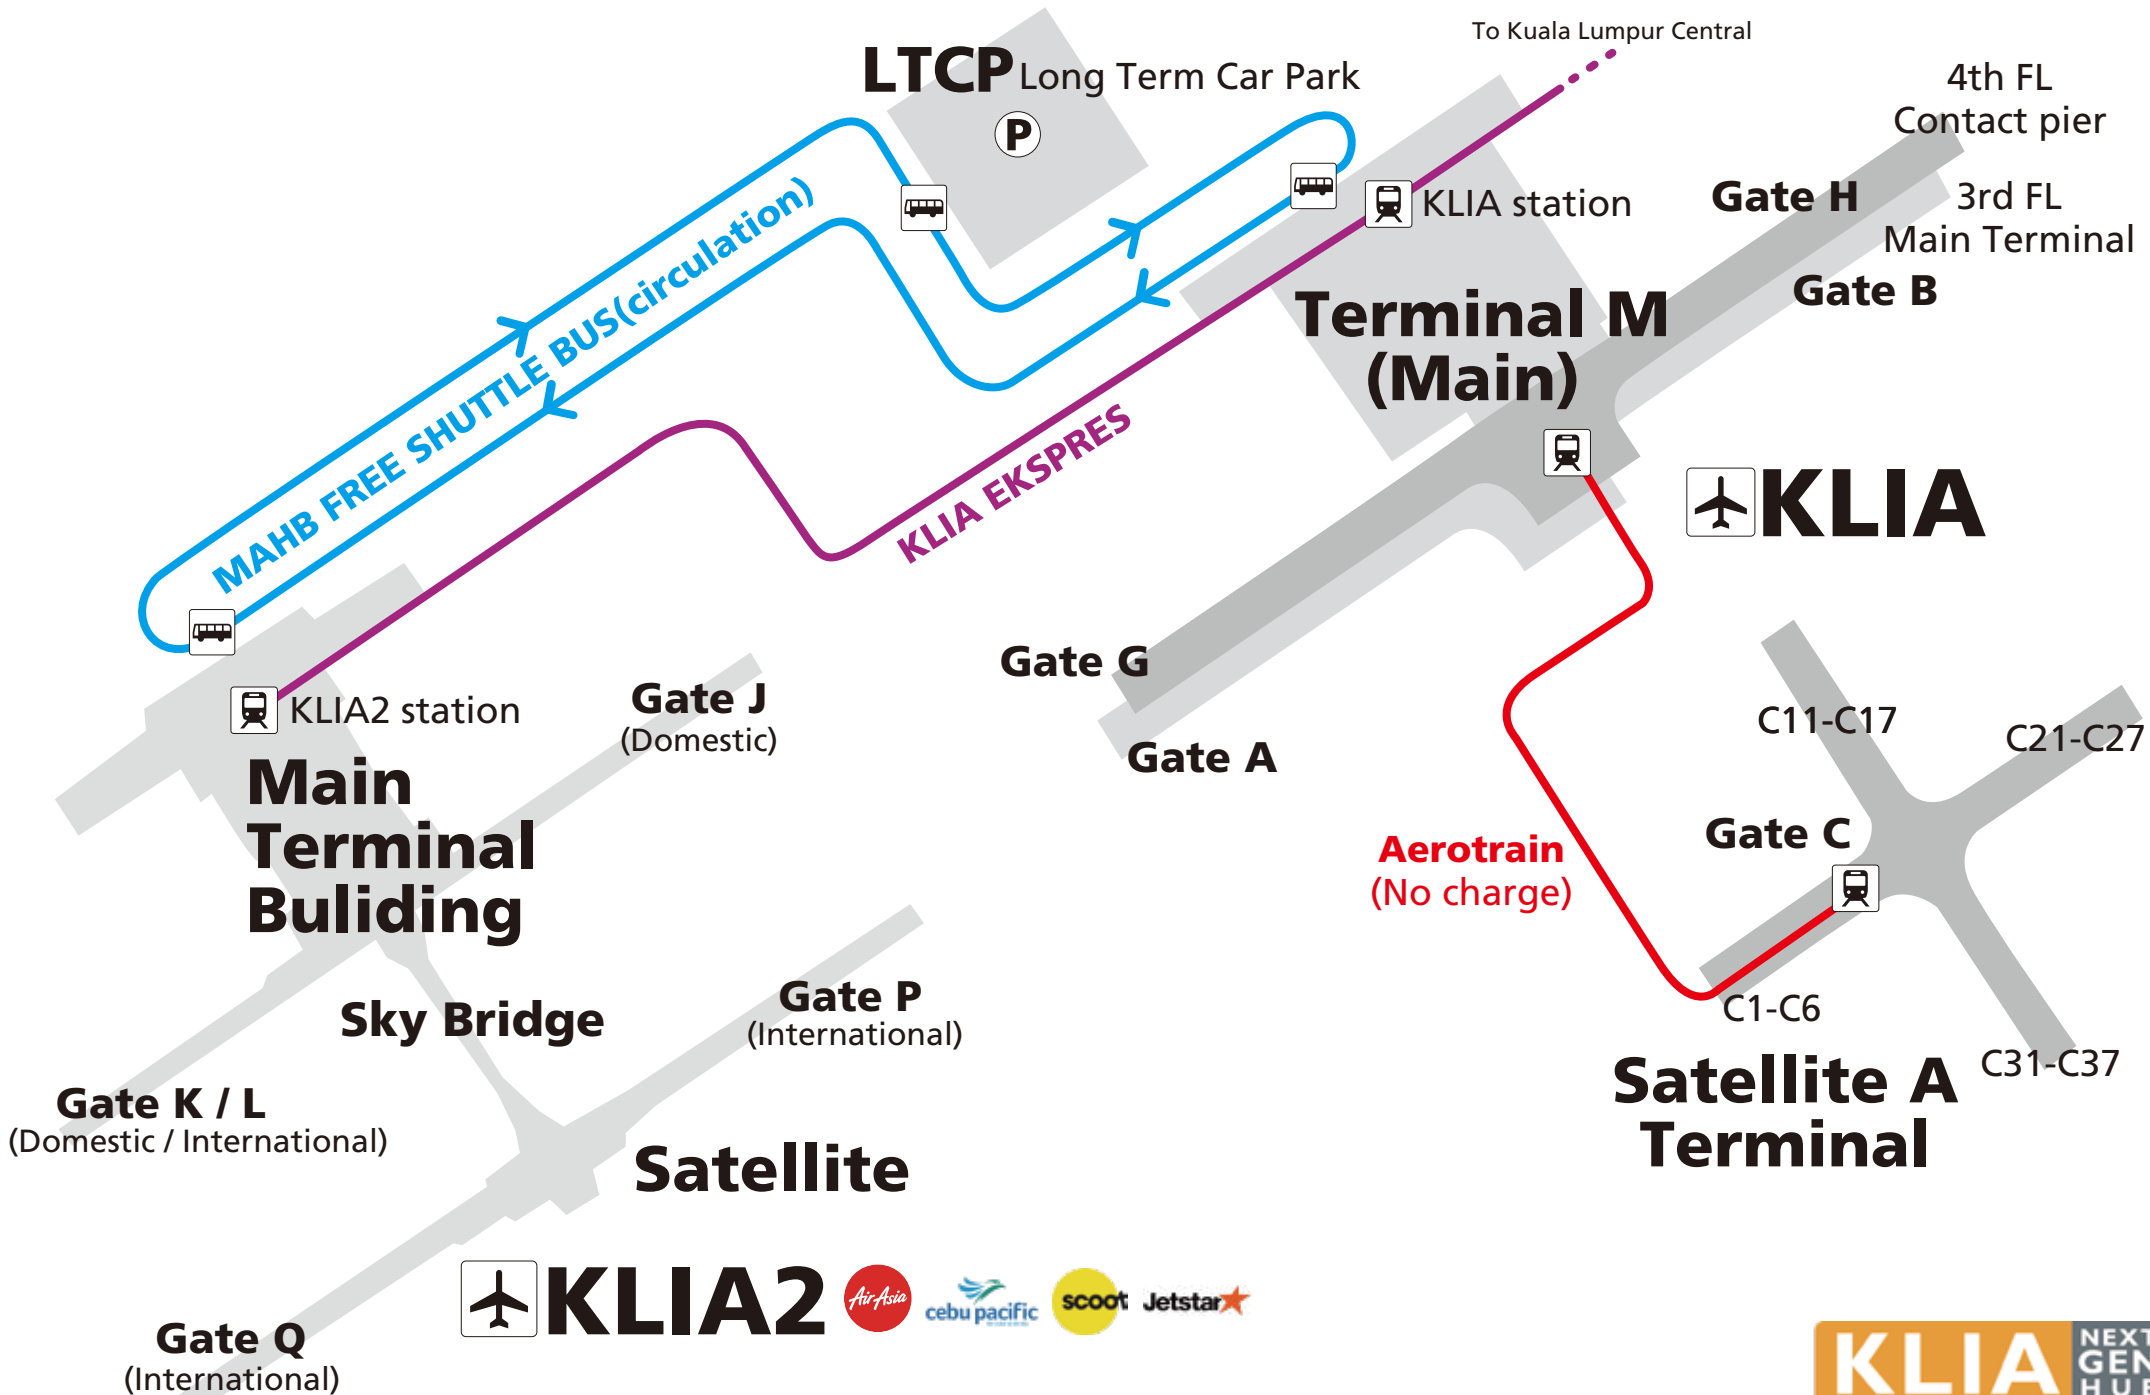 To Kuala Lumpur Central
LTCP Long Term Car Park
P
4th FL
Contact pier
KLIA station
Gate H
3rd FL
Main Terminal
Gate B
MAHB FREE SHUTTLE BUS(circulation)
Terminal M
(Main)
KLIA EKSPRES
KLIA
KLIA2 station
Gate J
(Domestic)
Gate G
Gate A
C11-C17
C21-C27
Main
Terminal
Buliding
Aerotrain
(No charge)
Gate C
Sky Bridge
Gate P
(International)
C1-C6
C31-C37
Satellite A
Terminal
Gate K / L
(Domestic / International)
Satellite
KLIA2
AirAsia
cebu pacific
scoot
Jetstar
Gate Q
(International)
KLIA
NEXT
GEN
HUB